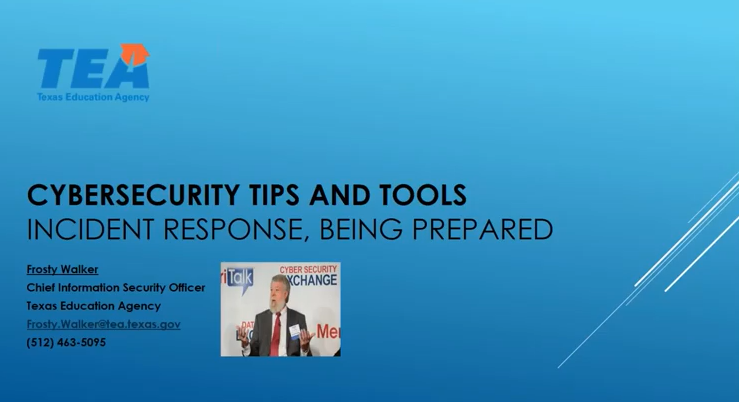 TEA
Texas Education Agency
CYBERSECURITY TIPS AND TOOLS
INCIDENT RESPONSE, BEING PREPARED
Frosty Walker
Chief Information Security Officer
Texas Education Agency
Frosty.Walker@tea.texas.gov
(512) 463-5095
riTalk
CYBER SECURITY
XCHANGE
DAT
Mer